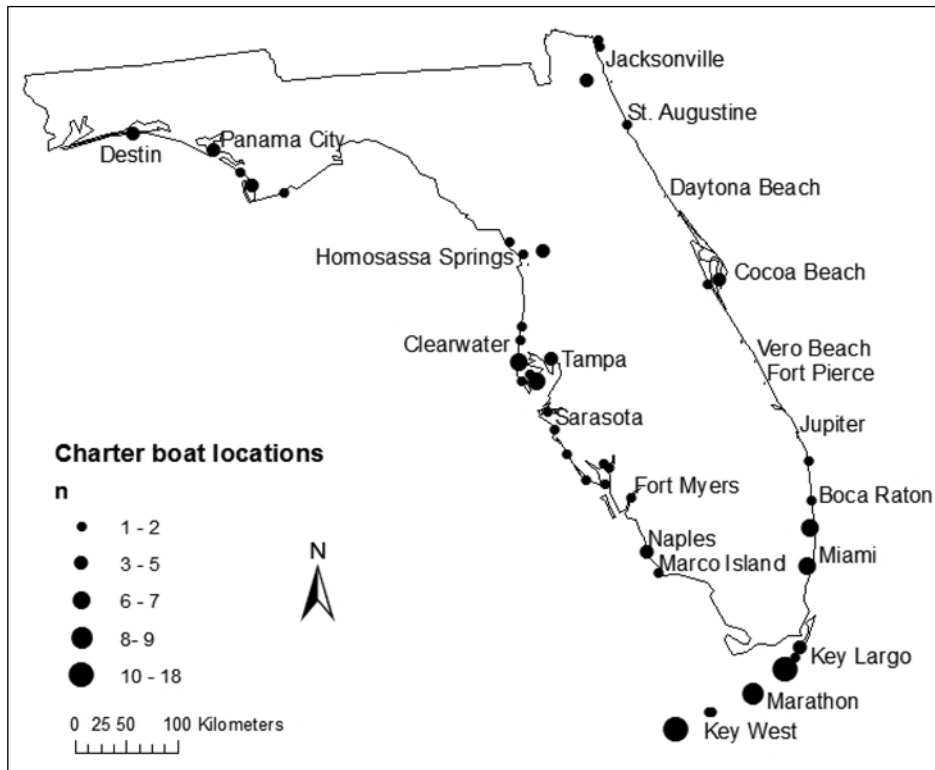 Jacksonville
St. Augustine
Panama City
Destin
Daytona Beach
Homosassa Springs
Cocoa Beach
Clearwater
Tampa
Vero Beach
Fort Pierce
Sarasota
Jupiter
Charter boat locations
n
Fort Myers
Boca Raton
1 - 2
N
Naples
3 - 5
Miami
Marco Island
6 - 7
8- 9
Key Largo
10 - 18
Marathon
0 25 50 100 Kilometers
Key West